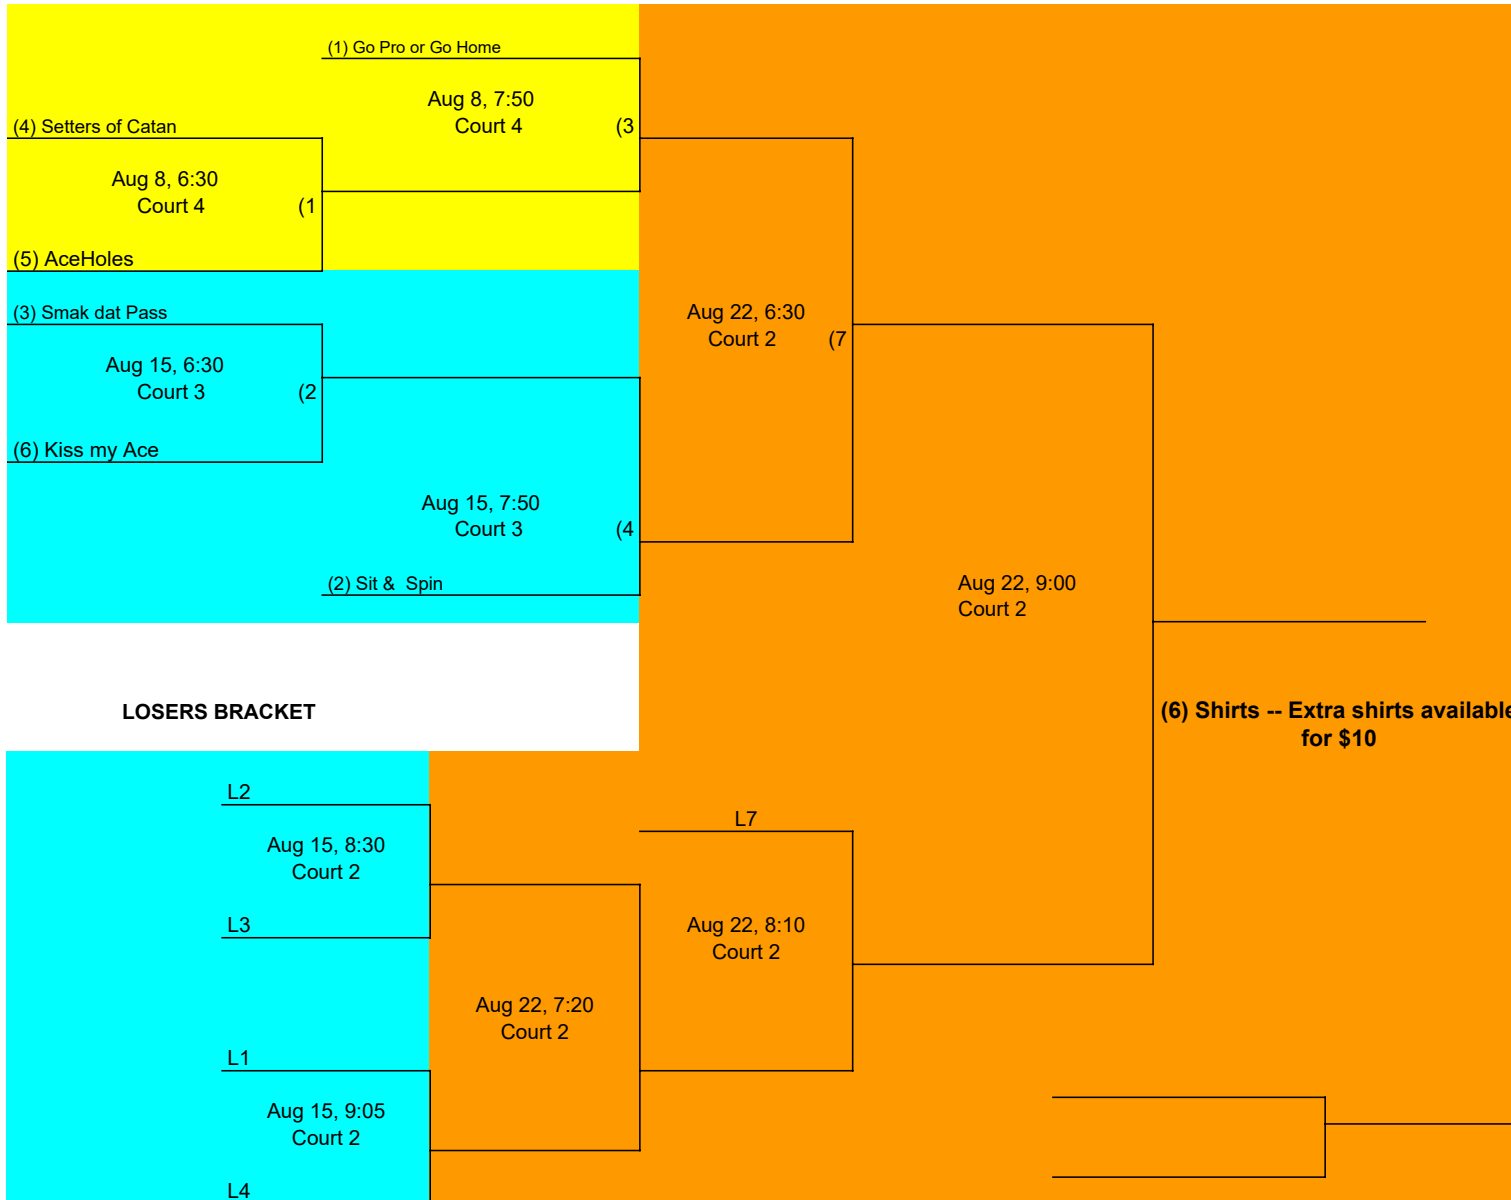 (1) Go Pro or Go Home
Aug 8, 7:50
Court 4 (3
(4) Setters of Catan
Aug 8, 6:30
Court 4 (1
(5) AceHoles
(3) Smak dat Pass
Aug 22, 6:30
Court 2 (7
Aug 15, 6:30
Court 3 (2
(6) Kiss my Ace
Aug 15, 7:50
Court 3 (4
(2) Sit & Spin
Aug 22, 9:00
Court 2
LOSERS BRACKET
(6) Shirts -- Extra shirts available
for $10
L2
L7
Aug 15, 8:30
Court 2
L3
Aug 22, 8:10
Court 2
Aug 22, 7:20
Court 2
L1
Aug 15, 9:05
Court 2
L4